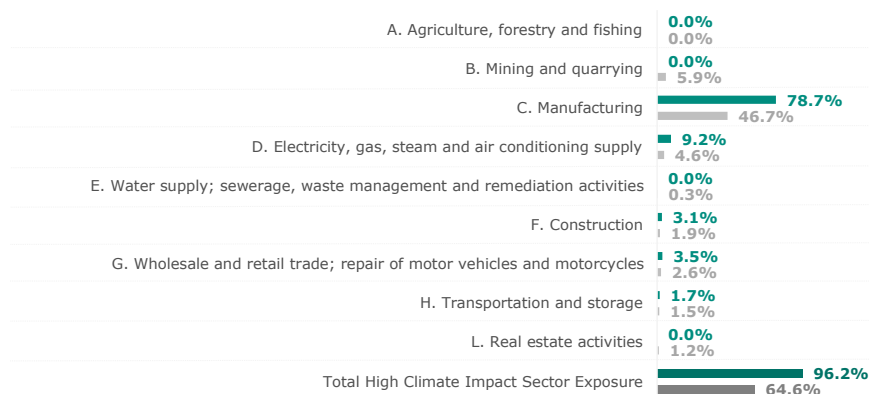 A. Agriculture, forestry and fishing 0.0%
0.0%
B. Mining and quarrying 0.0%
5.9%
C. Manufacturing 78.7%
46.7%
D. Electricity, gas, steam and air conditioning supply 9.2%
4.6%
E. Water supply; sewerage, waste management and remediation activities 0.0%
0.3%
F. Construction 3.1%
1.9%
G. Wholesale and retail trade; repair of motor vehicles and motorcycles 3.5%
2.6%
H. Transportation and storage 1.7%
1.5%
L. Real estate activities 0.0%
1.2%
Total High Climate Impact Sector Exposure 96.2%
64.6%